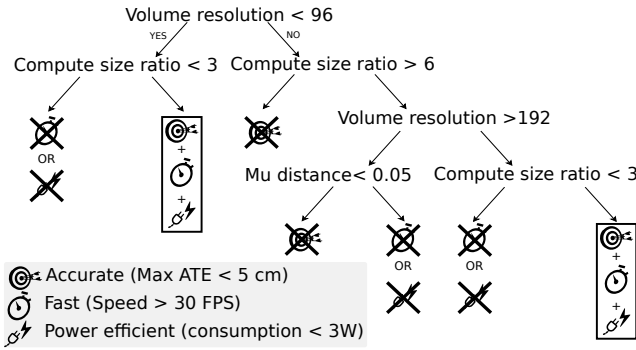 Volume resolution < 96
YES
NO
Compute size ratio < 3
Compute size ratio > 6
Volume resolution >192
OR
+
+
Mu distance< 0.05
Compute size ratio < 3
OR
OR
+
+
Accurate (Max ATE < 5 cm)
Fast (Speed > 30 FPS)
Power efficient (consumption < 3W)